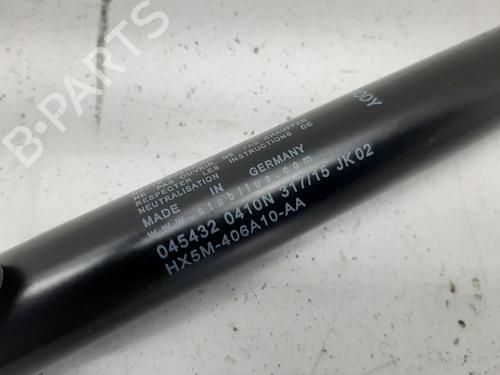 BODY
NE PAS OUVRIR. NE PAS CHAUFFER
RESPECTER LES INSTRUCTIONS DE
NEUTRALISATION
MADE IN GERMANY
www.stabilus.com
045432 0410N 317/15 JK02
HX5M-406A10-AA
B-PARTS